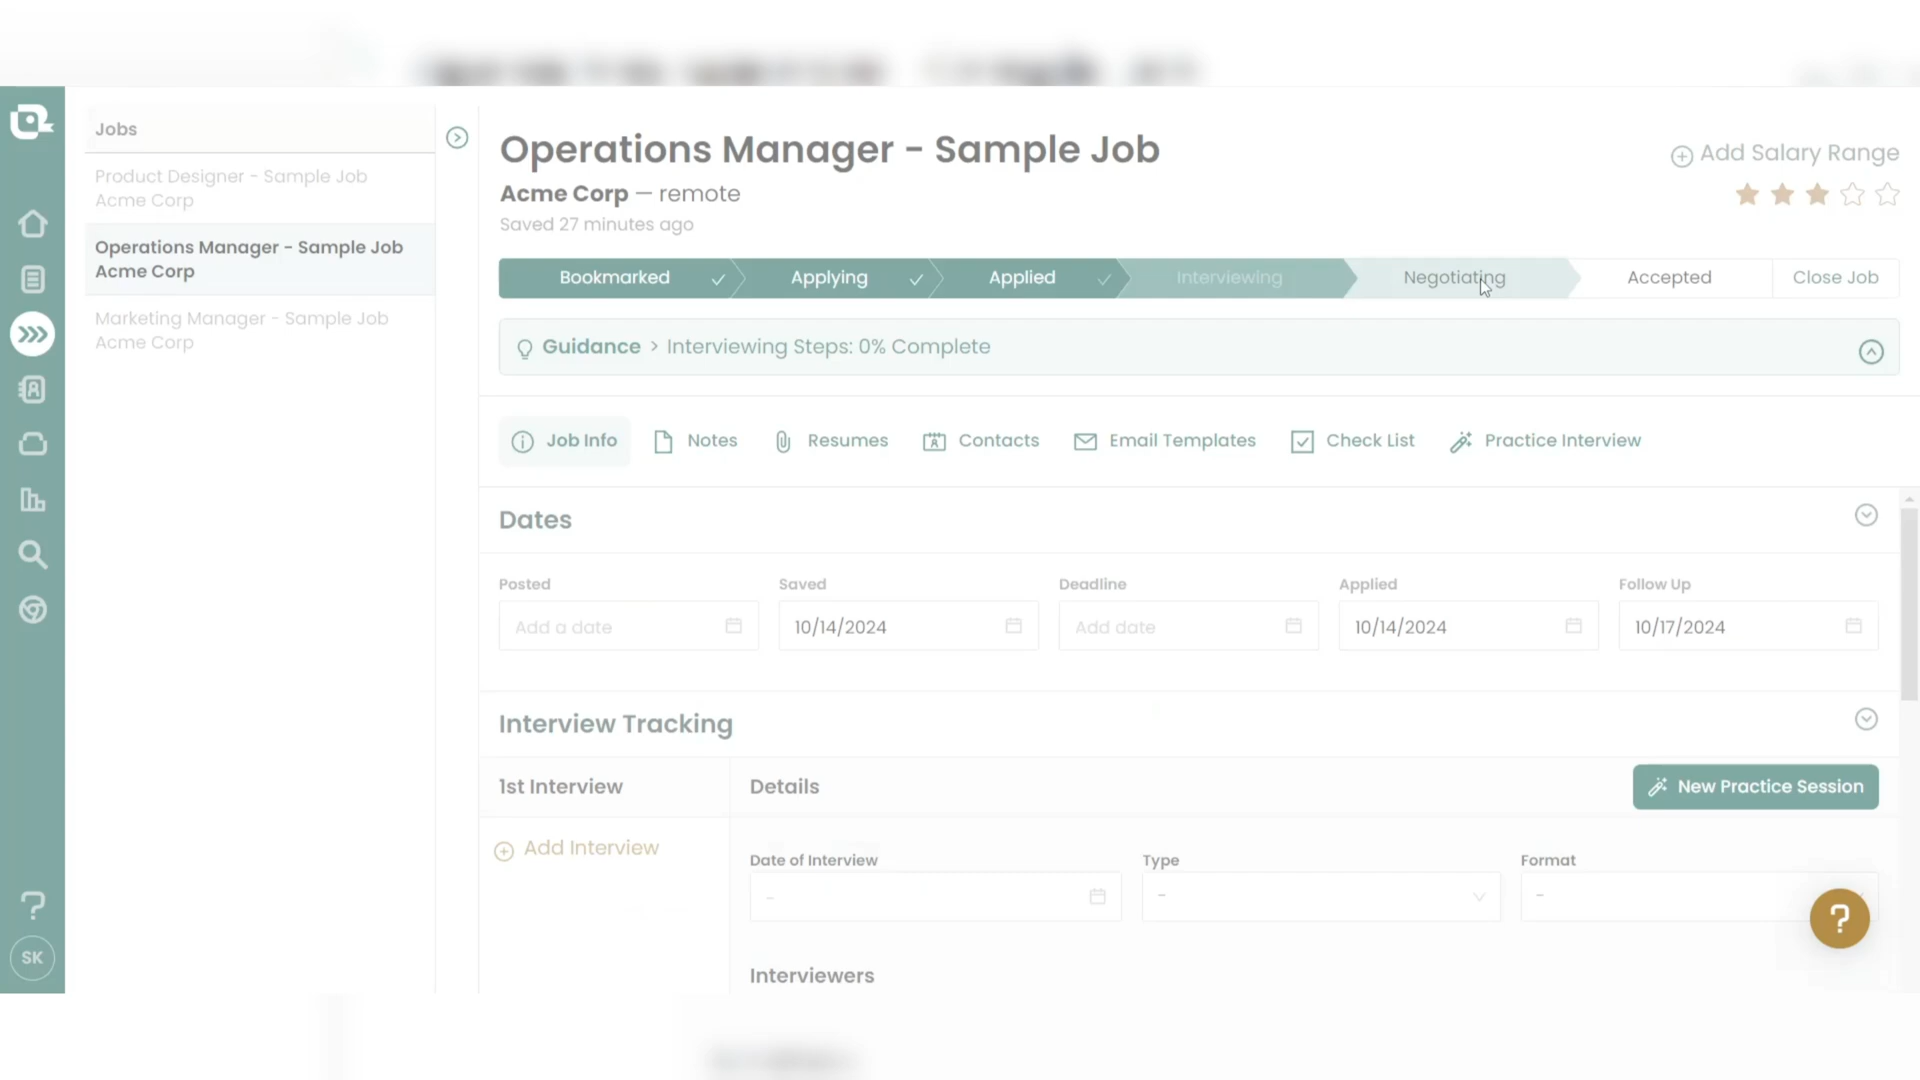 Jobs
Product Designer - Sample Job
Acme Corp
Operations Manager - Sample Job
Acme Corp
Marketing Manager - Sample Job
Acme Corp
SK
Operations Manager - Sample Job
Acme Corp — remote
Saved 27 minutes ago
Add Salary Range
Bookmarked Applying Applied Interviewing Negotiating Accepted Close Job
Guidance > Interviewing Steps: 0% Complete
Job Info Notes Resumes Contacts Email Templates Check List Practice Interview
Dates
Posted Saved Deadline Applied Follow Up
Add a date 10/14/2024 Add date 10/14/2024 10/17/2024
Interview Tracking
1st Interview Details New Practice Session
Add Interview
Date of Interview Type Format
- - -
Interviewers
?